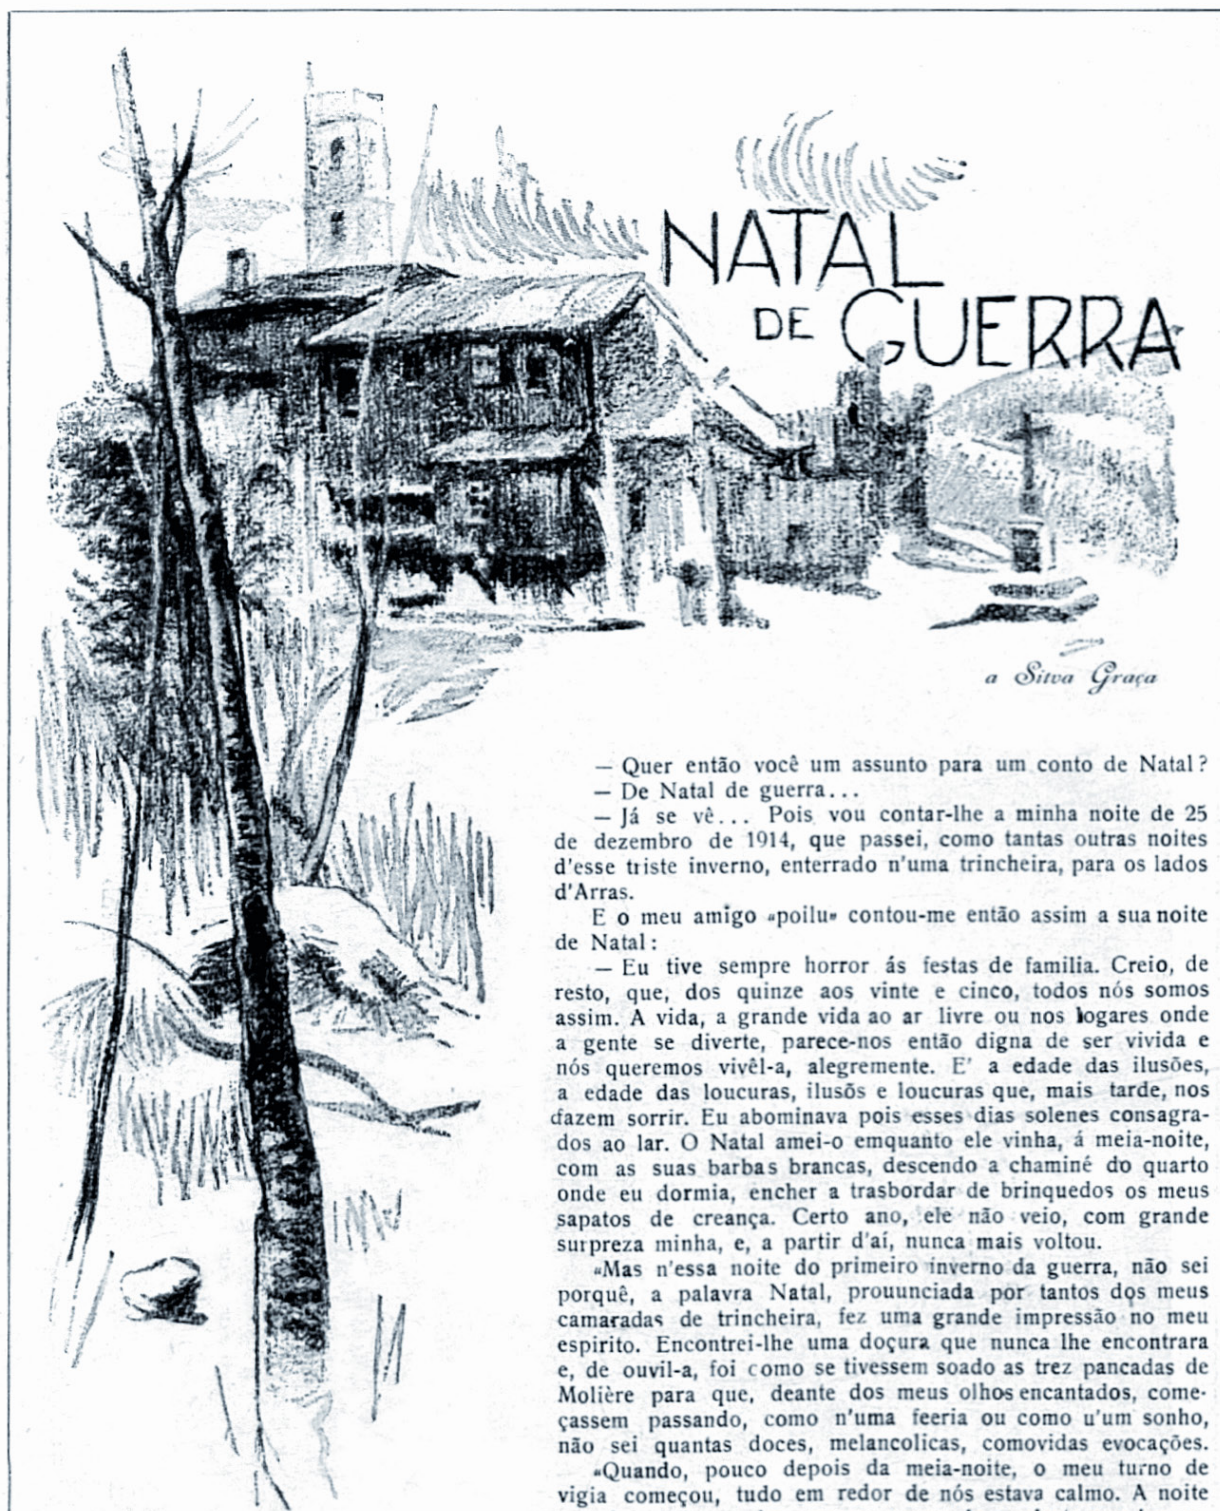 NATAL
DE GUERRA
a Silva Graça
— Quer então você um assunto para um conto de Natal?
— De Natal de guerra...
— Já se vê... Pois vou contar-lhe a minha noite de 25
de dezembro de 1914, que passei, como tantas outras noites
d'esse triste inverno, enterrado n'uma trincheira, para os lados
d'Arras.
E o meu amigo «poilu» contou-me então assim a sua noite
de Natal:
— Eu tive sempre horror ás festas de familia. Creio, de
resto, que, dos quinze aos vinte e cinco, todos nós somos
assim. A vida, a grande vida ao ar livre ou nos logares onde
a gente se diverte, parece-nos então digna de ser vivida e
nós queremos vivêl-a, alegremente. E' a edade das ilusões,
a edade das loucuras, ilusõs e loucuras que, mais tarde, nos
fazem sorrir. Eu abominava pois esses dias solenes consagra-
dos ao lar. O Natal amei-o emquanto ele vinha, á meia-noite,
com as suas barbas brancas, descendo a chaminé do quarto
onde eu dormia, encher a trasbordar de brinquedos os meus
sapatos de creança. Certo ano, ele não veio, com grande
surpreza minha, e, a partir d'aí, nunca mais voltou.
«Mas n'essa noite do primeiro inverno da guerra, não sei
porquê, a palavra Natal, prouunciada por tantos dos meus
camaradas de trincheira, fez uma grande impressão no meu
espirito. Encontrei-lhe uma doçura que nunca lhe encontrara
e, de ouvil-a, foi como se tivessem soado as trez pancadas de
Molière para que, deante dos meus olhos encantados, come-
çassem passando, como n'uma feeria ou como u'um sonho,
não sei quantas doces, melancolicas, comovidas evocações.
«Quando, pouco depois da meia-noite, o meu turno de
vigia começou, tudo em redor de nós estava calmo. A noite